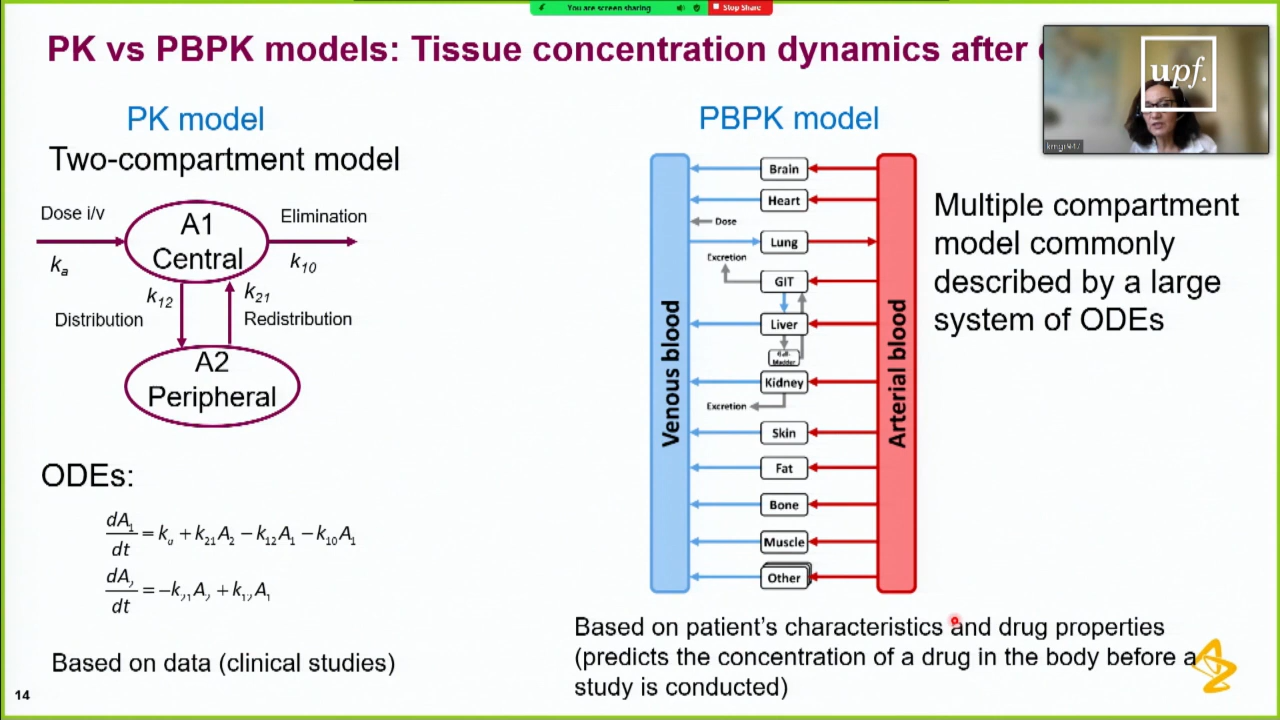 You are screen sharing
Stop Share
PK vs PBPK models: Tissue concentration dynamics after
upf.
PK model
PBPK model
Two-compartment model
Dose i/v
A1
Central
Elimination
kₐ
k₁₀
k₁₂
k₂₁
Distribution
Redistribution
A2
Peripheral
ODEs:
dA₁/dt = kₐ + k₂₁A₂ − k₁₂A₁ − k₁₀A₁
dA₂/dt = −k₂₁A₂ + k₁₂A₁
Based on data (clinical studies)
14
Venous blood
Brain
Heart
Dose
Lung
Excretion
GIT
Liver
Kidney
Excretion
Skin
Fat
Bone
Muscle
Other
Arterial blood
Multiple compartment
model commonly
described by a large
system of ODEs
Based on patient’s characteristics and drug properties
(predicts the concentration of a drug in the body before a
study is conducted)